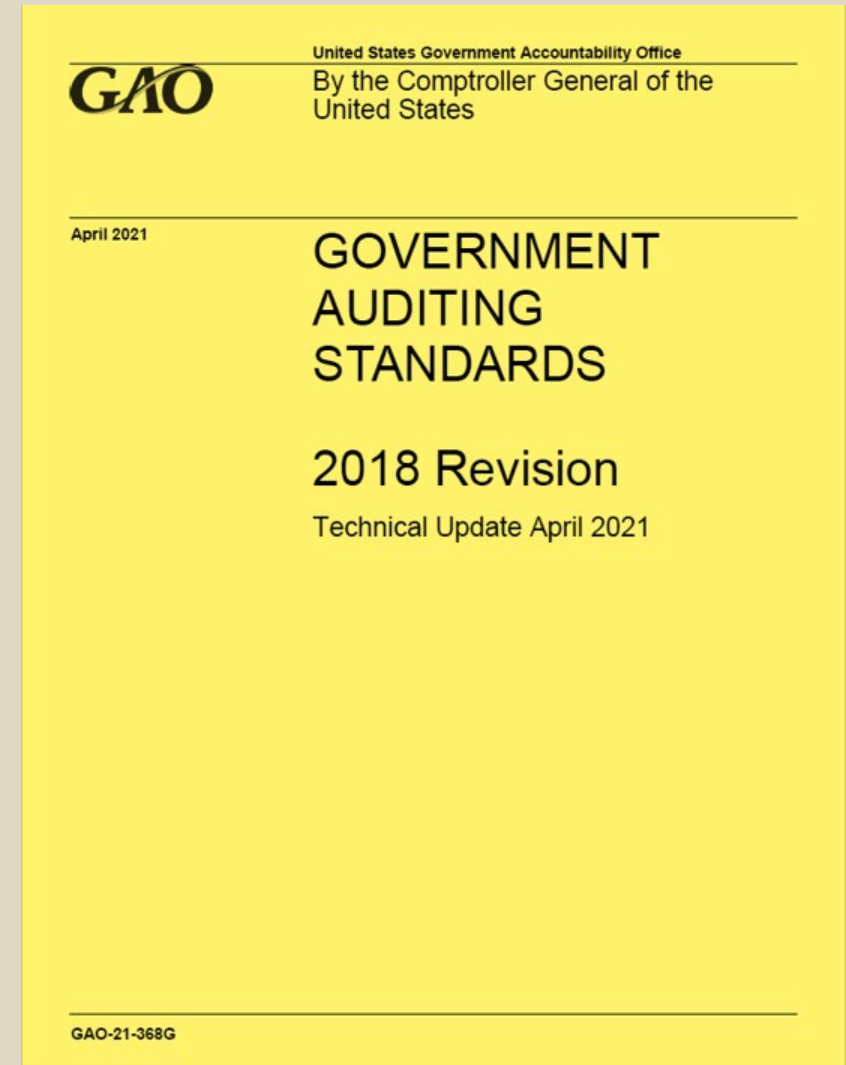 United States Government Accountability Office
GAO
By the Comptroller General of the
United States
April 2021
GOVERNMENT
AUDITING
STANDARDS
2018 Revision
Technical Update April 2021
GAO-21-368G